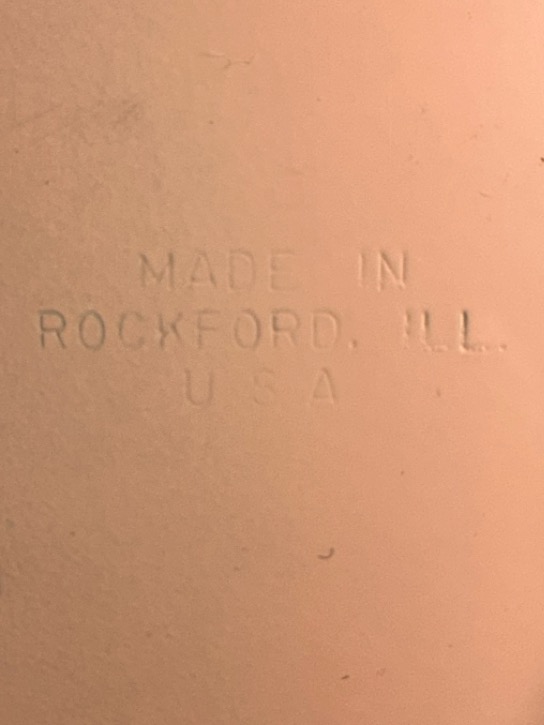 MADE IN
ROCKFORD, ILL.
U S A